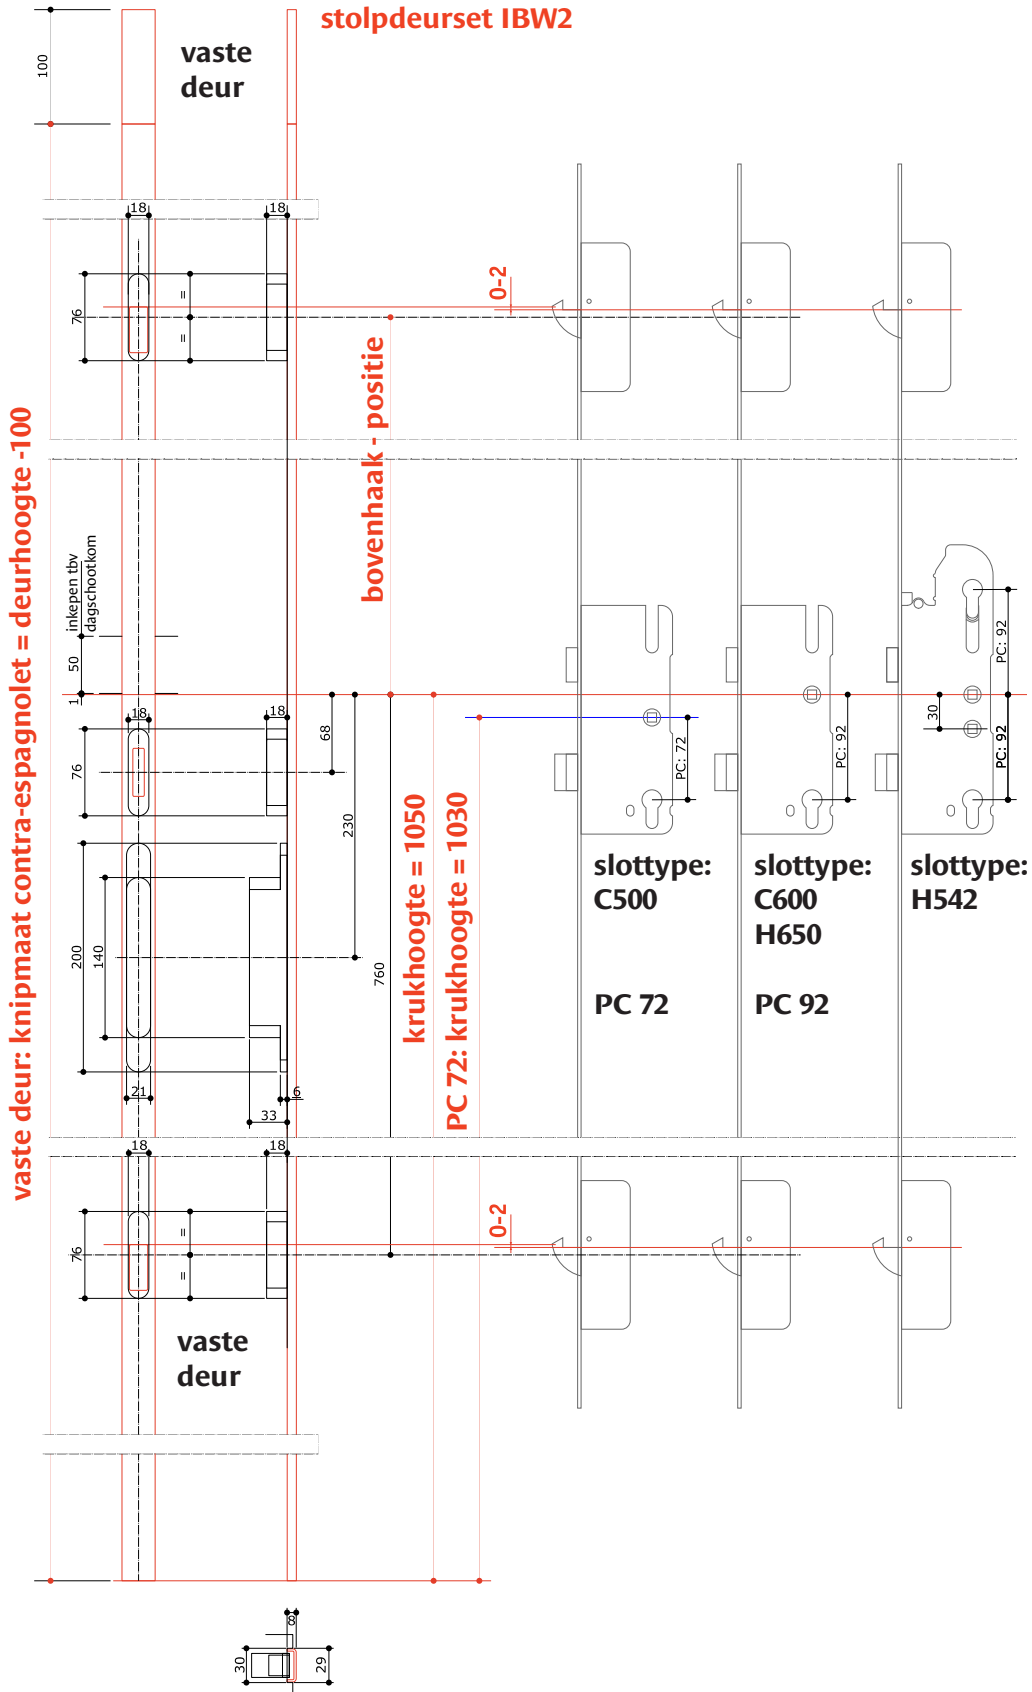 stolpdeurset IBW2
vaste
deur
100
18
18
0-2
76
=
=
bovenhaak - positie
vaste deur: knipmaat contra-espagnolet = deurhoogte -100
inkepen tbv
dagschootkom
50
1
18
18
68
76
230
30
PC: 92
PC: 72
PC: 92
PC: 92
krukhoogte = 1050
PC 72: krukhoogte = 1030
200
140
760
slottype:
C500
PC 72
slottype:
C600
H650
PC 92
slottype:
H542
21
6
33
18
18
0-2
76
=
=
vaste
deur
8
30
29